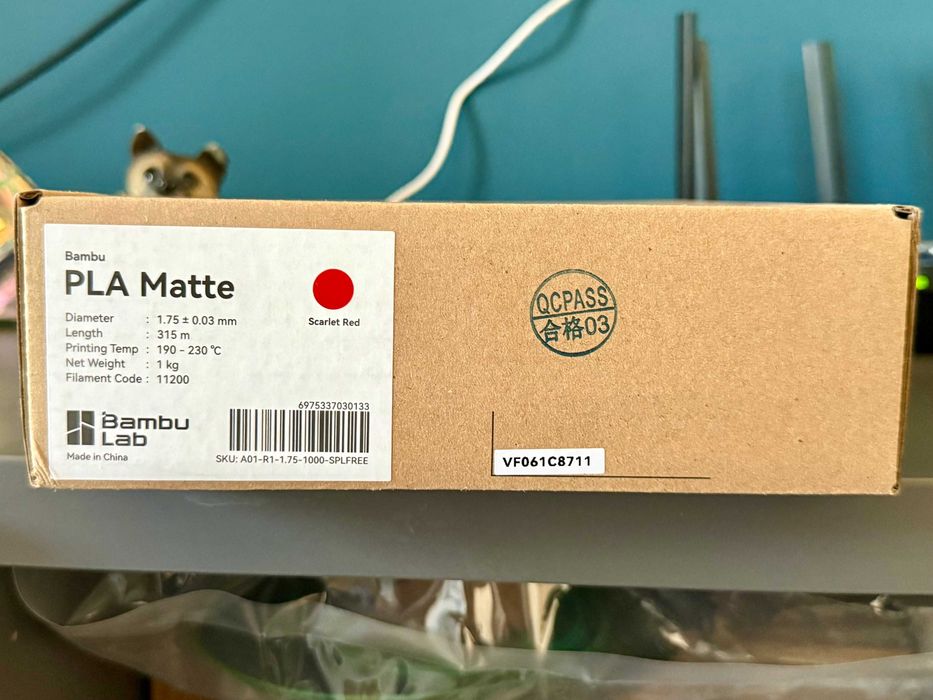 Bambu
PLA Matte
Diameter : 1.75 ± 0.03 mm
Length : 315 m
Printing Temp : 190 - 230 °C
Net Weight : 1 kg
Filament Code : 11200
Scarlet Red
Bambu
Lab
Made in China
6975337030133
SKU: A01-R1-1.75-1000-SPLFREE
QCPASS
合格03
VF061C8711